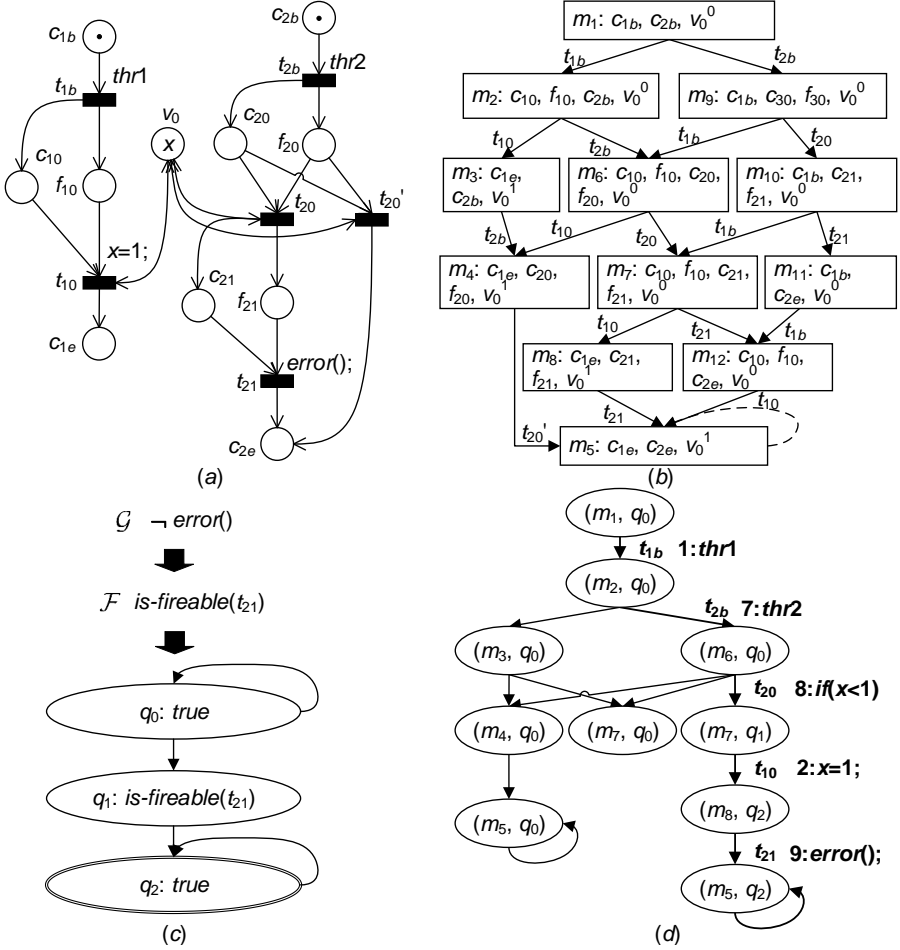 c1b
t1b thr1
c10
f10
v0
x
x=1;
t10
c1e
c2b
t2b thr2
c20
f20
t20
t20'
c21
f21
error();
t21
c2e
(a)
m1: c1b, c2b, v0^0
t1b
t2b
m2: c10, f10, c2b, v0^0
m9: c1b, c30, f30, v0^0
t10
t2b
t1b
t20
m3: c1e,
c2b, v0^1
m6: c10, f10, c20,
f20, v0^0
m10: c1b, c21,
f21, v0^0
t2b
t10
t20
t1b
t21
m4: c1e, c20,
f20, v0^1
m7: c10, f10, c21,
f21, v0^0
m11: c1b,
c2e, v0^0
t10
t21
t1b
m8: c1e, c21,
f21, v0^1
m12: c10, f10,
c2e, v0^0
t20'
t21
t10
m5: c1e, c2e, v0^1
(b)
G ¬ error()
F is-fireable(t21)
q0: true
q1: is-fireable(t21)
q2: true
(c)
(m1, q0)
t1b 1:thr1
(m2, q0)
t2b 7:thr2
(m3, q0)
(m6, q0)
t20 8:if(x<1)
(m4, q0)
(m7, q0)
(m7, q1)
t10 2:x=1;
(m5, q0)
(m8, q2)
t21 9:error();
(m5, q2)
(d)